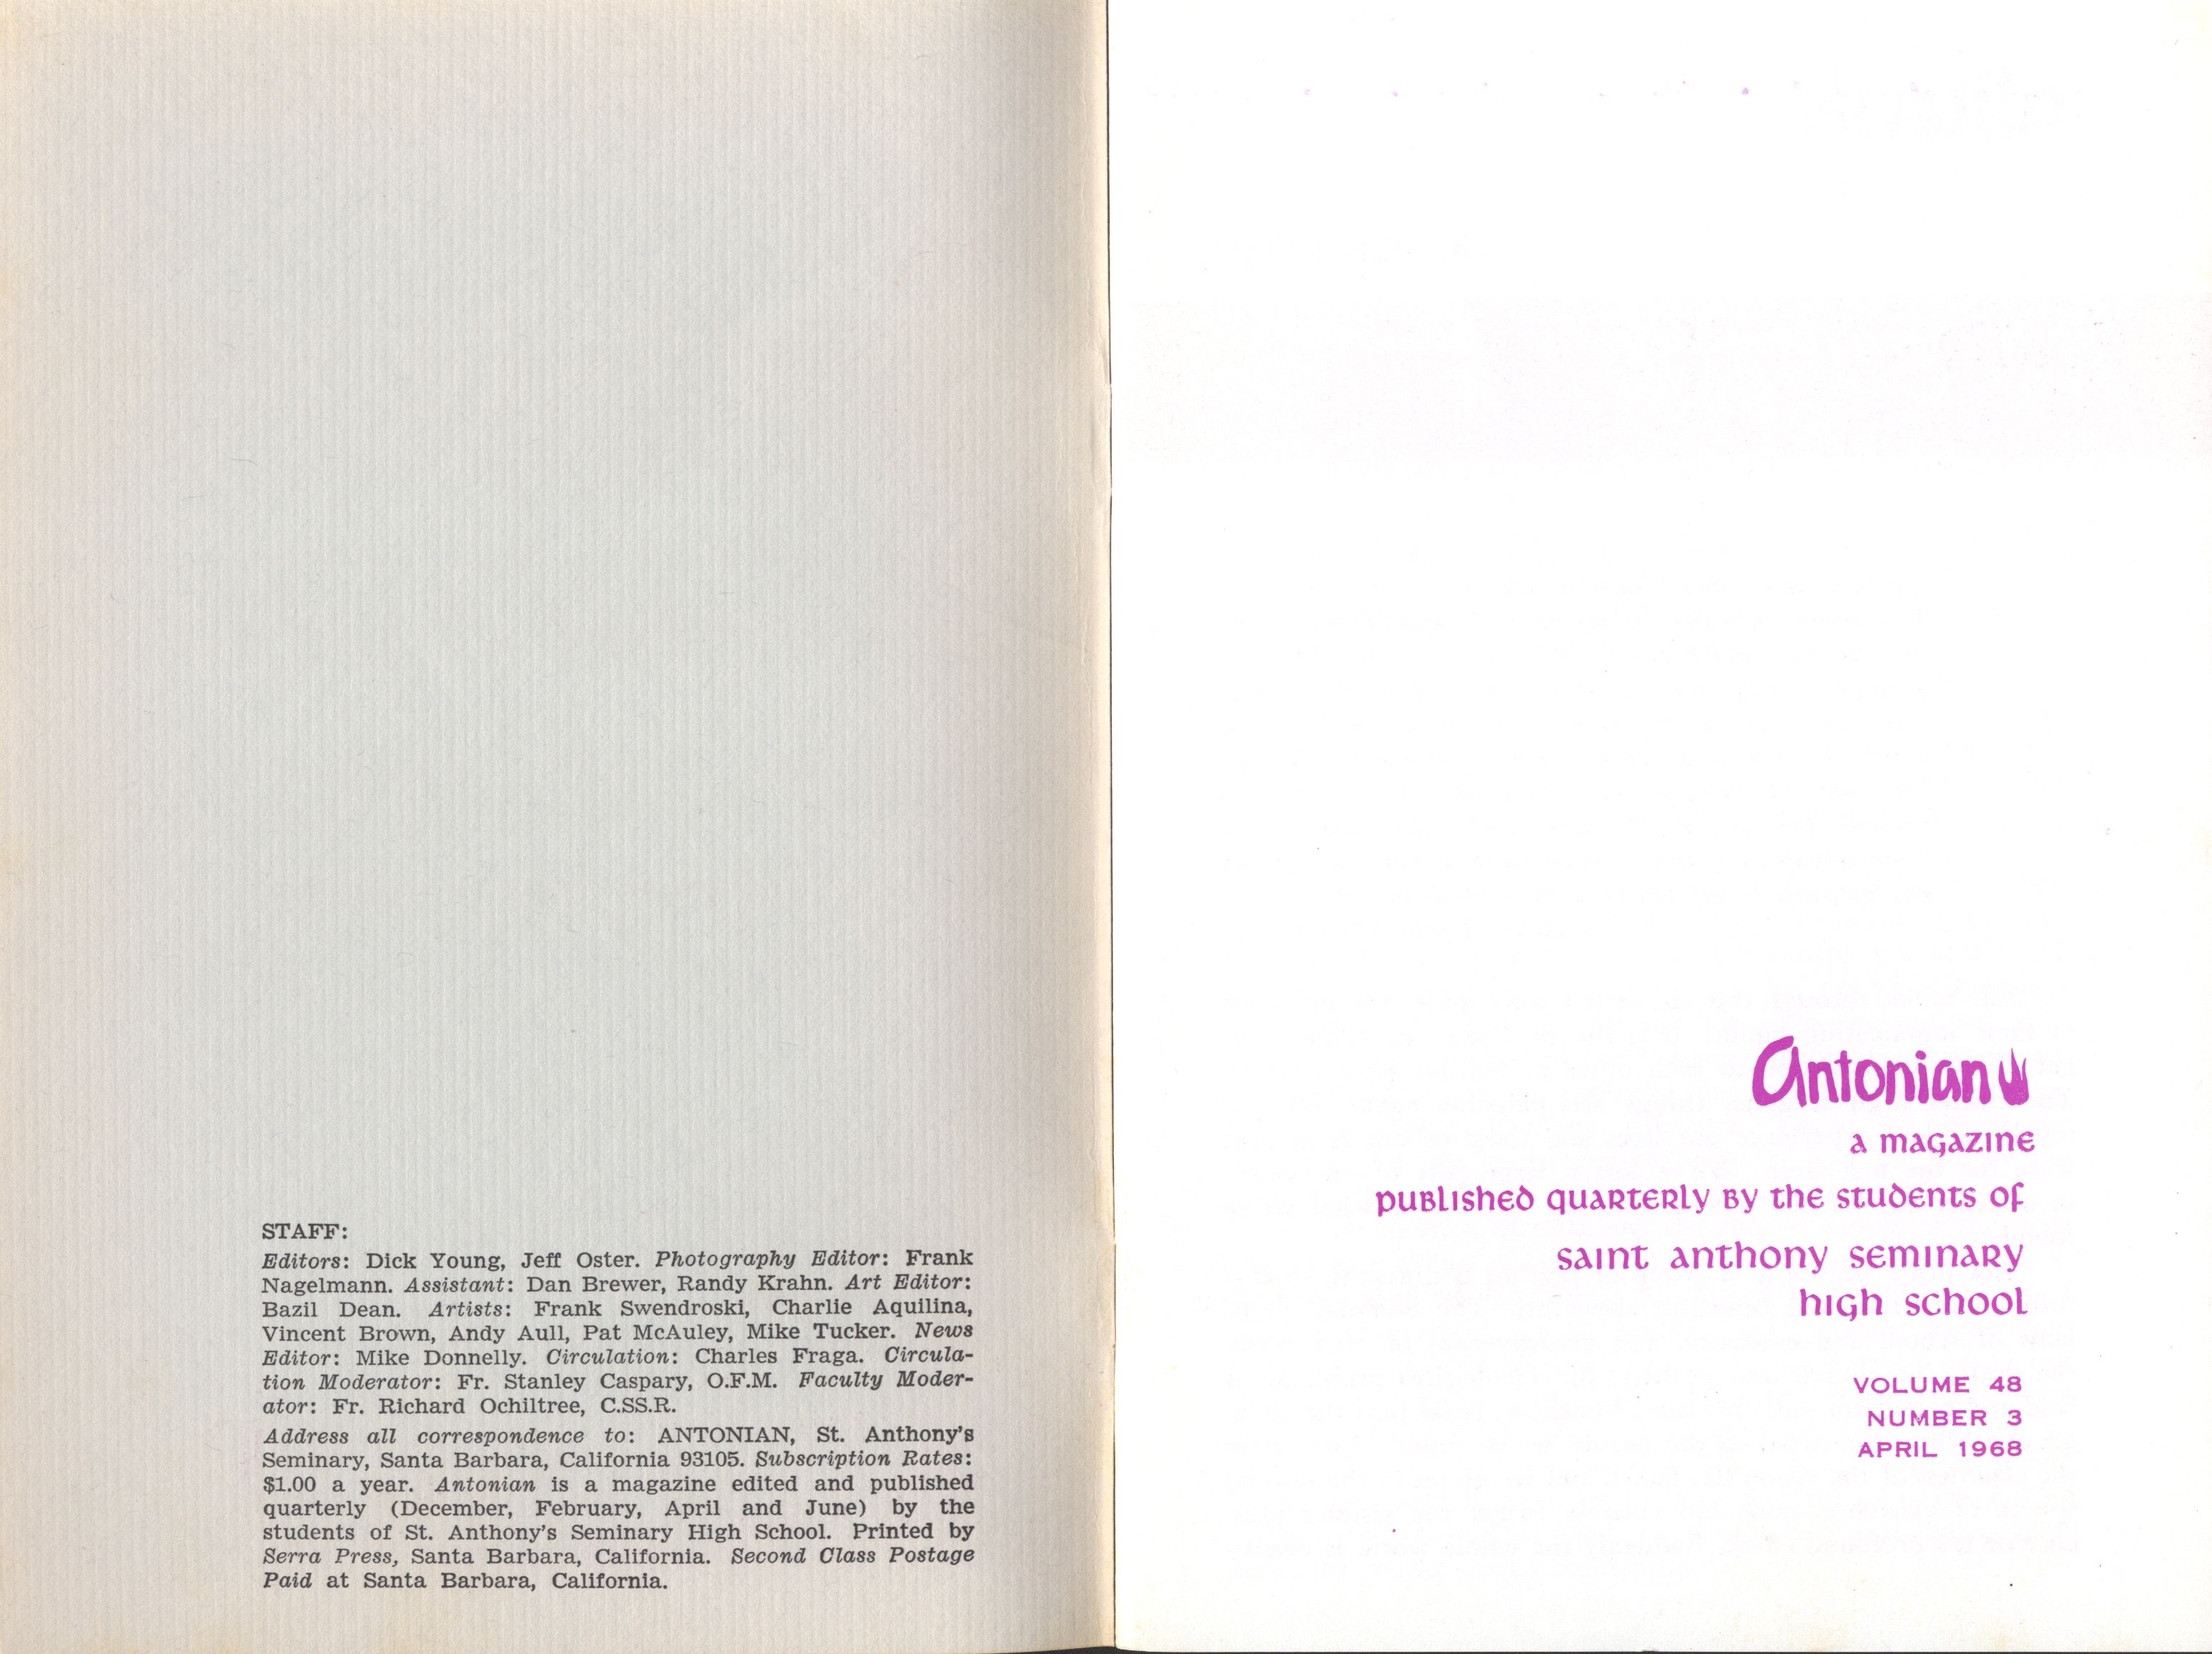 STAFF:
Editors: Dick Young, Jeff Oster. Photography Editor: Frank
Nagelmann. Assistant: Dan Brewer, Randy Krahn. Art Editor:
Bazil Dean. Artists: Frank Swendroski, Charlie Aquilina,
Vincent Brown, Andy Aull, Pat McAuley, Mike Tucker. News
Editor: Mike Donnelly. Circulation: Charles Fraga. Circula-
tion Moderator: Fr. Stanley Caspary, O.F.M. Faculty Moder-
ator: Fr. Richard Ochiltree, C.SS.R.
Address all correspondence to: ANTONIAN, St. Anthony's
Seminary, Santa Barbara, California 93105. Subscription Rates:
$1.00 a year. Antonian is a magazine edited and published
quarterly (December, February, April and June) by the
students of St. Anthony's Seminary High School. Printed by
Serra Press, Santa Barbara, California. Second Class Postage
Paid at Santa Barbara, California.
Antonian
a magazine
published quarterly by the students of
saint anthony seminary
high school
VOLUME 48
NUMBER 3
APRIL 1968